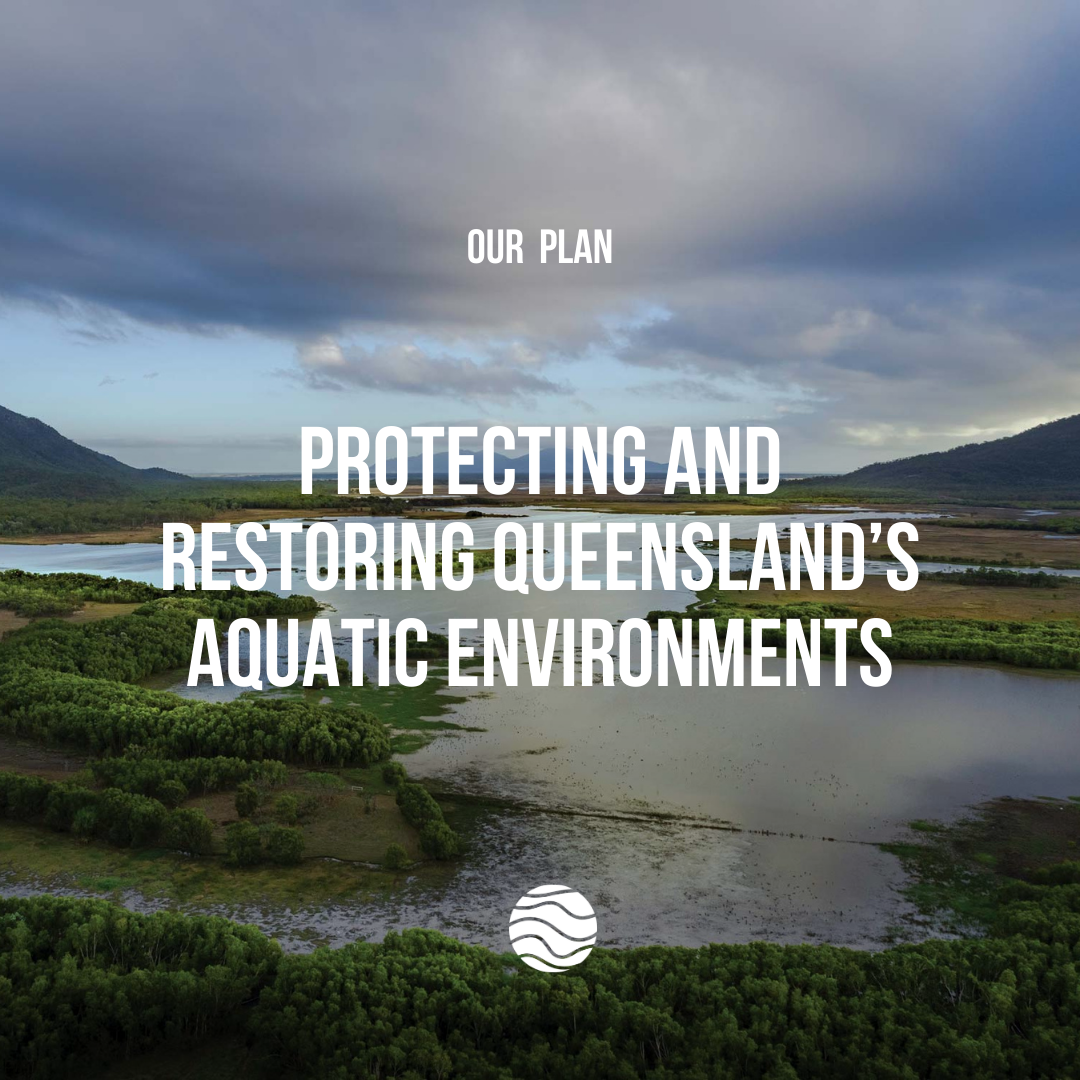 OUR PLAN
PROTECTING AND
RESTORING QUEENSLAND’S
AQUATIC ENVIRONMENTS